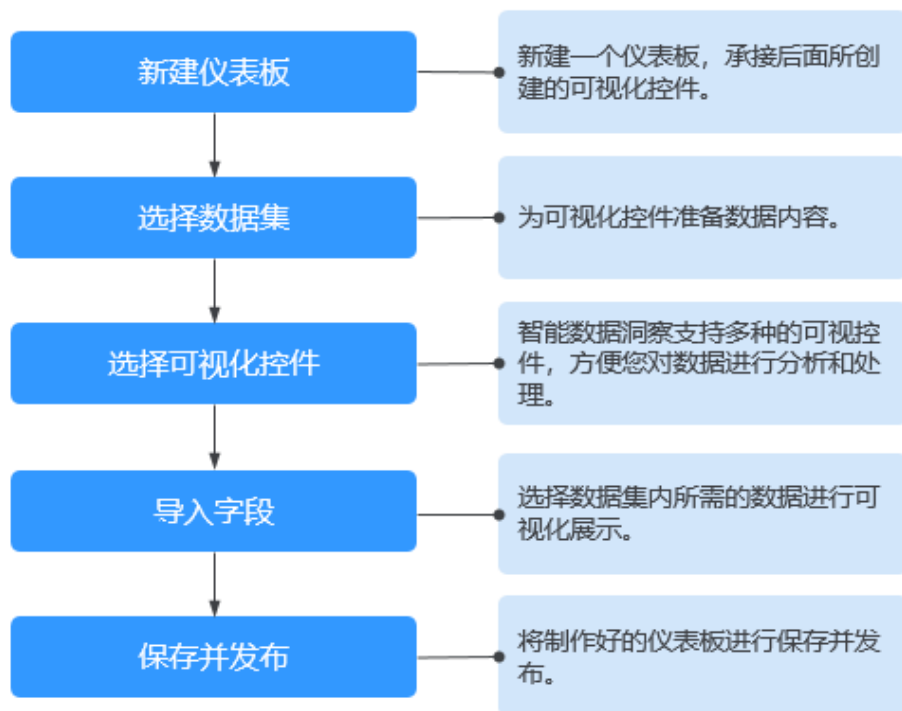 新建仪表板
新建一个仪表板，承接后面所创
建的可视化控件。
选择数据集
为可视化控件准备数据内容。
选择可视化控件
智能数据洞察支持多种的可视控
件，方便您对数据进行分析和处
理。
导入字段
选择数据集内所需的数据进行可
视化展示。
保存并发布
将制作好的仪表板进行保存并发
布。